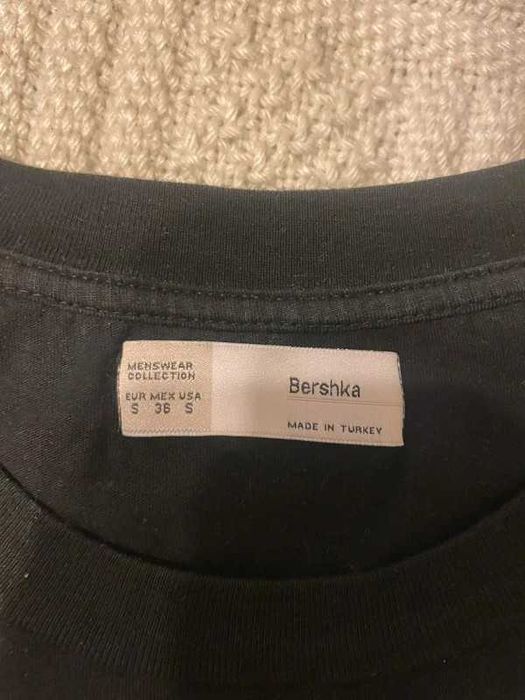 MENSWEAR
COLLECTION
EUR MEX USA
S 36 S
Bershka
MADE IN TURKEY